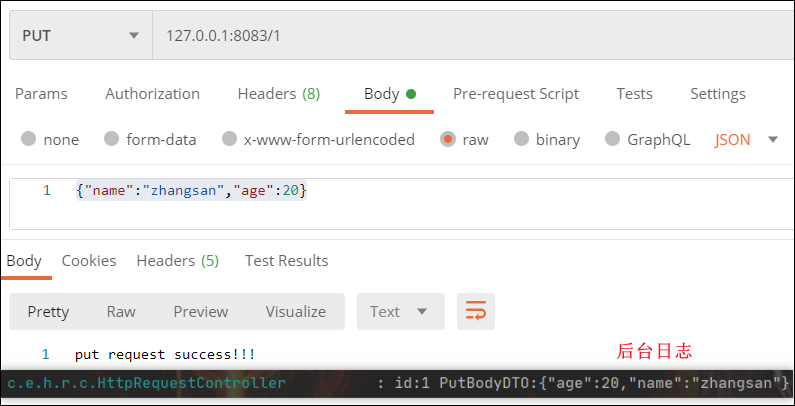 PUT 127.0.0.1:8083/1
Params Authorization Headers (8) Body Pre-request Script Tests Settings
none form-data x-www-form-urlencoded raw binary GraphQL JSON
1 {"name":"zhangsan","age":20}
Body Cookies Headers (5) Test Results
Pretty Raw Preview Visualize Text
1 put request success!!!
后台日志
c.e.h.r.c.HttpRequestController : id:1 PutBodyDTO:{"age":20,"name":"zhangsan"}